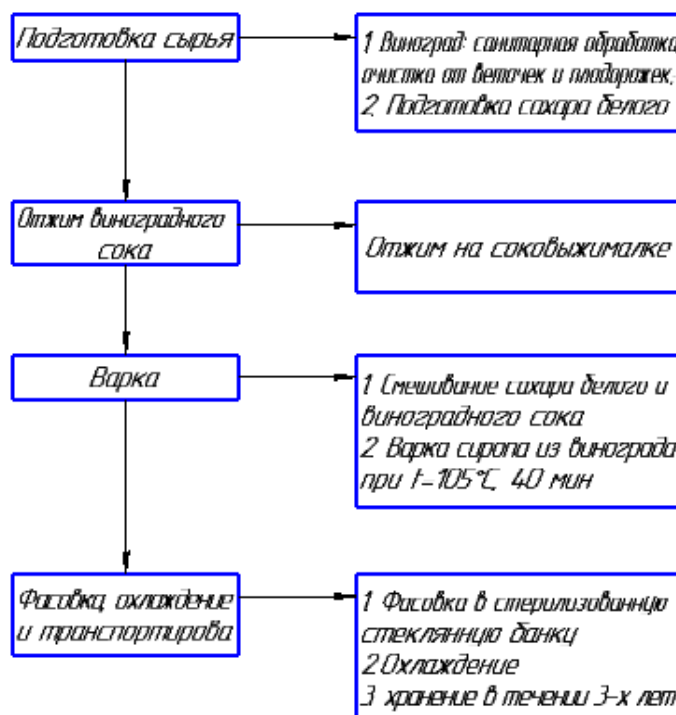 Подготовка сырья
1 Виноград: санитарная обработка
очистка от веточек и плодорожек,
2. Подготовка сахара белого
Отжим виноградного
сока
Отжим на соковыжималке
Варка
1 Смешивание сахара белого и
виноградного сока
2 Варка сиропа из винограда
при t=105°C, 40 мин
Фасовка, охлаждение
и транспортирова
1 Фасовка в стерилизованную
стеклянную банку
2.Охлаждение
3 хранение в течении 3-х лет